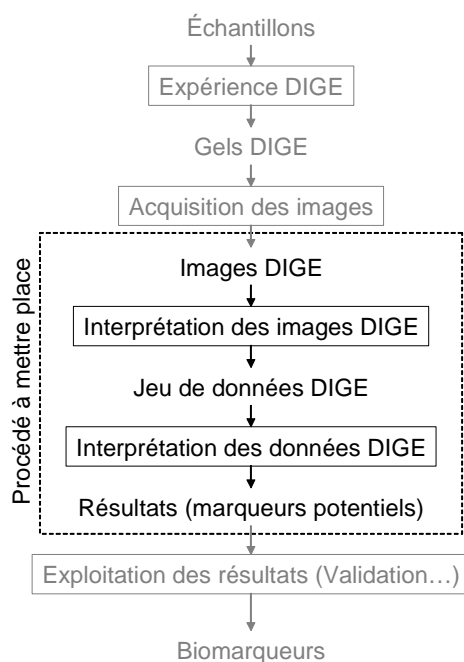 Échantillons
Expérience DIGE
Gels DIGE
Acquisition des images
Procédé à mettre place
Images DIGE
Interprétation des images DIGE
Jeu de données DIGE
Interprétation des données DIGE
Résultats (marqueurs potentiels)
Exploitation des résultats (Validation…)
Biomarqueurs